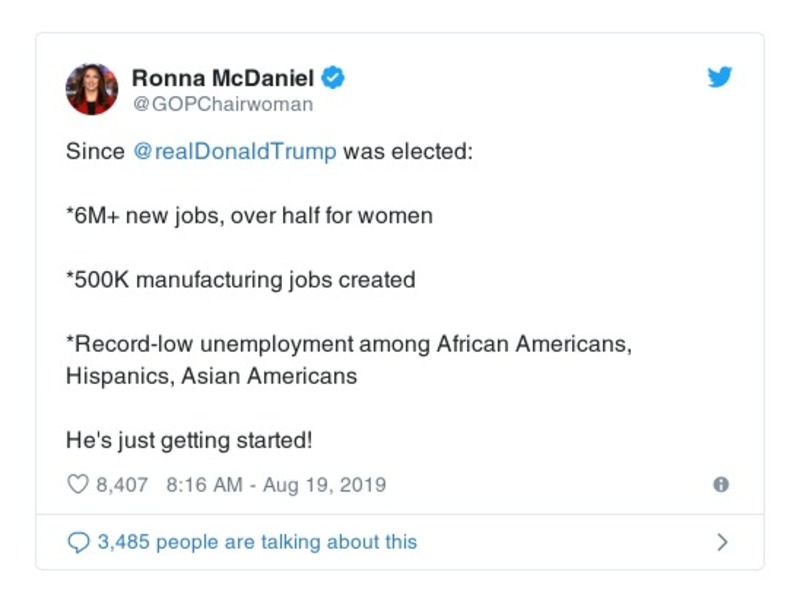 Ronna McDaniel
@GOPChairwoman
Since @realDonaldTrump was elected:
*6M+ new jobs, over half for women
*500K manufacturing jobs created
*Record-low unemployment among African Americans,
Hispanics, Asian Americans
He's just getting started!
8,407 8:16 AM - Aug 19, 2019
3,485 people are talking about this